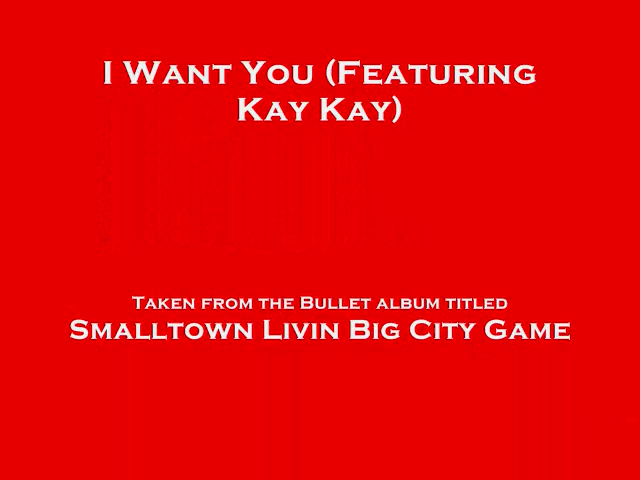 I Want You (Featuring
Kay Kay)
Taken from the Bullet album titled
Smalltown Livin Big City Game